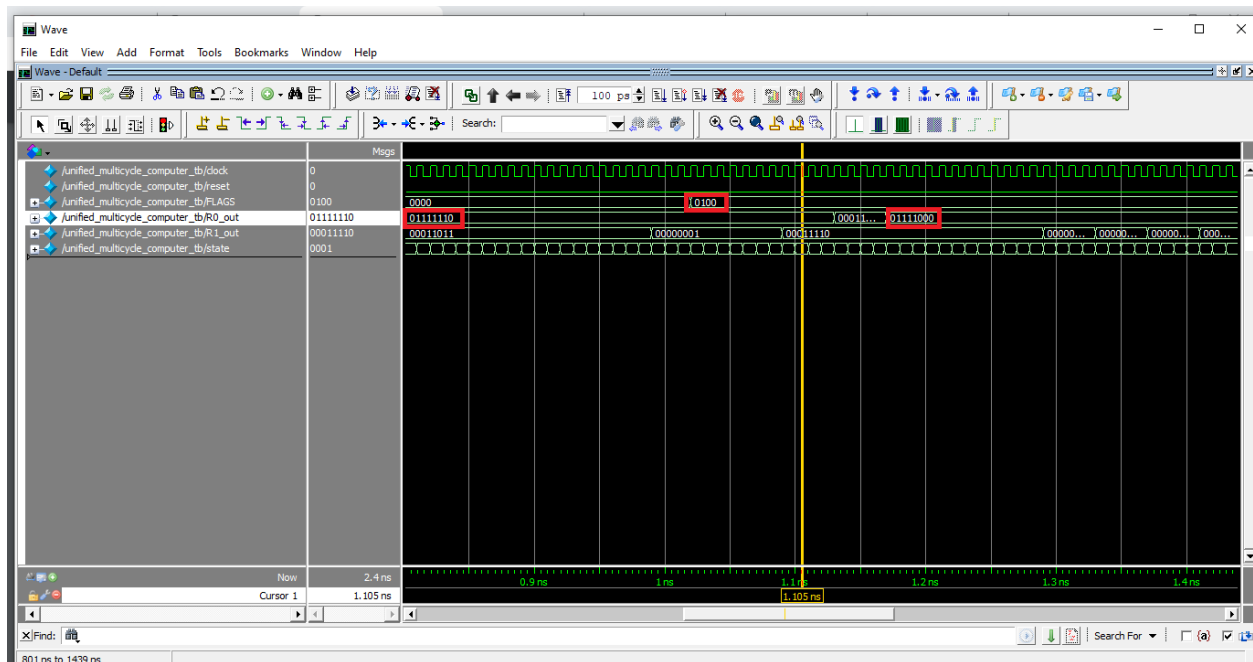 Wave
File Edit View Add Format Tools Bookmarks Window Help
Wave - Default
100 ps
Search:
Msgs
/unified_multicycle_computer_tb/clock 0
/unified_multicycle_computer_tb/reset 0
/unified_multicycle_computer_tb/FLAGS 0100 0000 0100
/unified_multicycle_computer_tb/R0_out 01111110 01111110 00011... 01111000
/unified_multicycle_computer_tb/R1_out 00011110 00011011 00000001 00011110 00000... 00000... 00000... 000...
/unified_multicycle_computer_tb/state 0001
Now 2.4 ns 0.9 ns 1 ns 1.1 ns 1.2 ns 1.3 ns 1.4 ns
Cursor 1 1.105 ns 1.105 ns
Find: Search For {a}
801 ps to 1439 ps